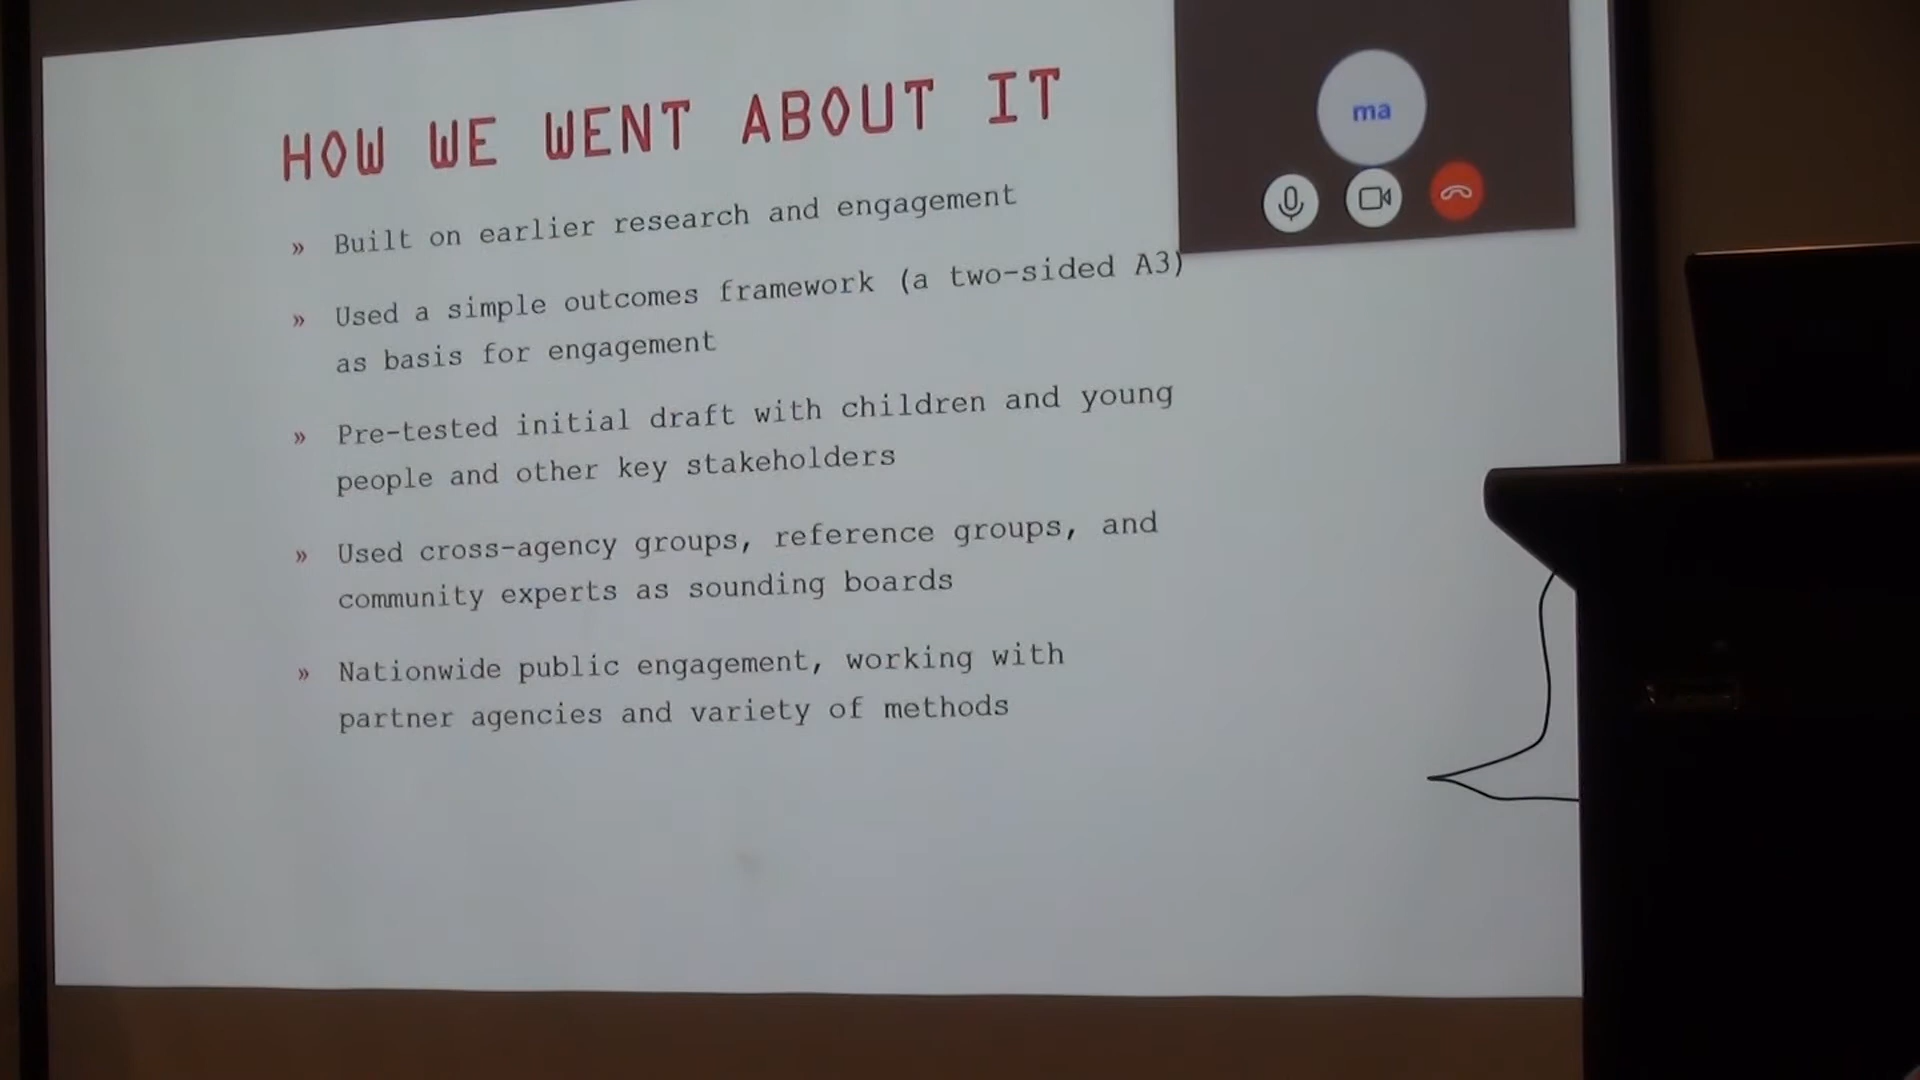 HOW WE WENT ABOUT IT
ma
» Built on earlier research and engagement
» Used a simple outcomes framework (a two-sided A3)
as basis for engagement
» Pre-tested initial draft with children and young
people and other key stakeholders
» Used cross-agency groups, reference groups, and
community experts as sounding boards
» Nationwide public engagement, working with
partner agencies and variety of methods